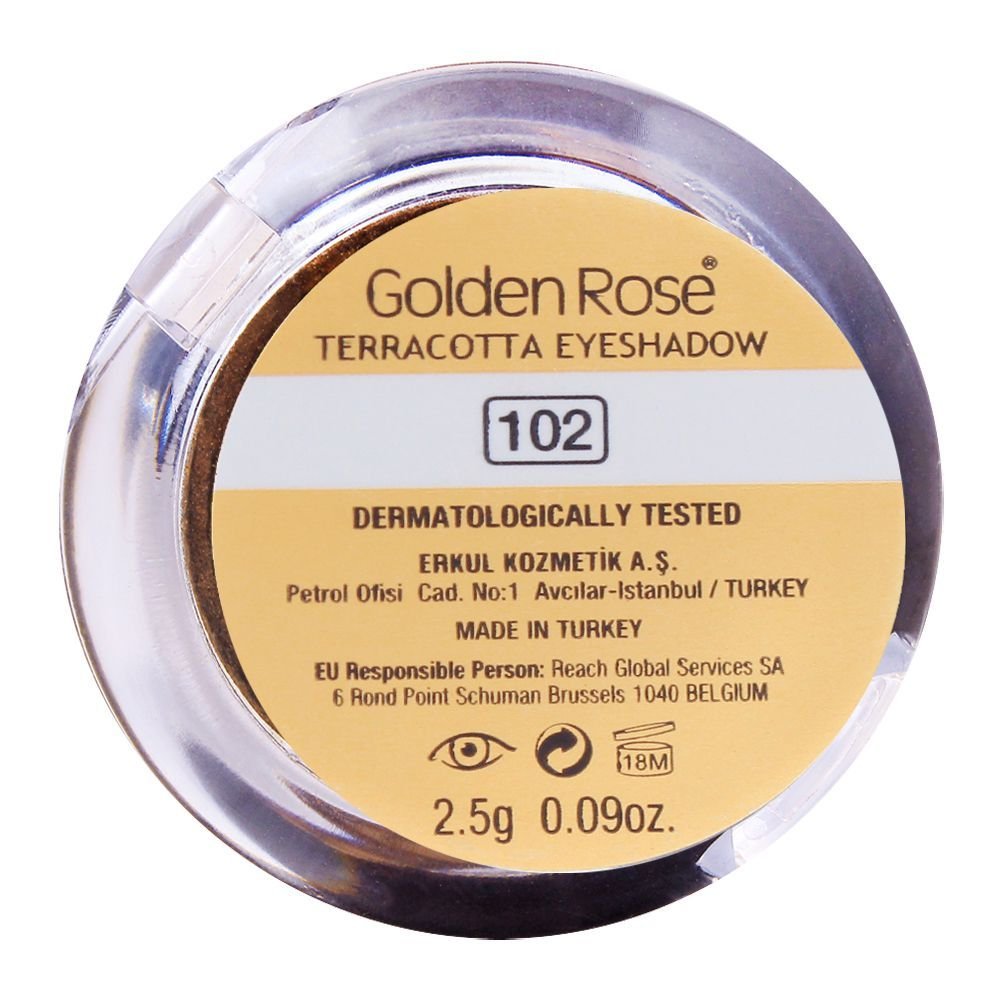 Golden Rose®
TERRACOTTA EYESHADOW
102
DERMATOLOGICALLY TESTED
ERKUL KOZMETİK A.Ş.
Petrol Ofisi Cad. No:1 Avcılar-Istanbul / TURKEY
MADE IN TURKEY
EU Responsible Person: Reach Global Services SA
6 Rond Point Schuman Brussels 1040 BELGIUM
18M
2.5g 0.09oz.